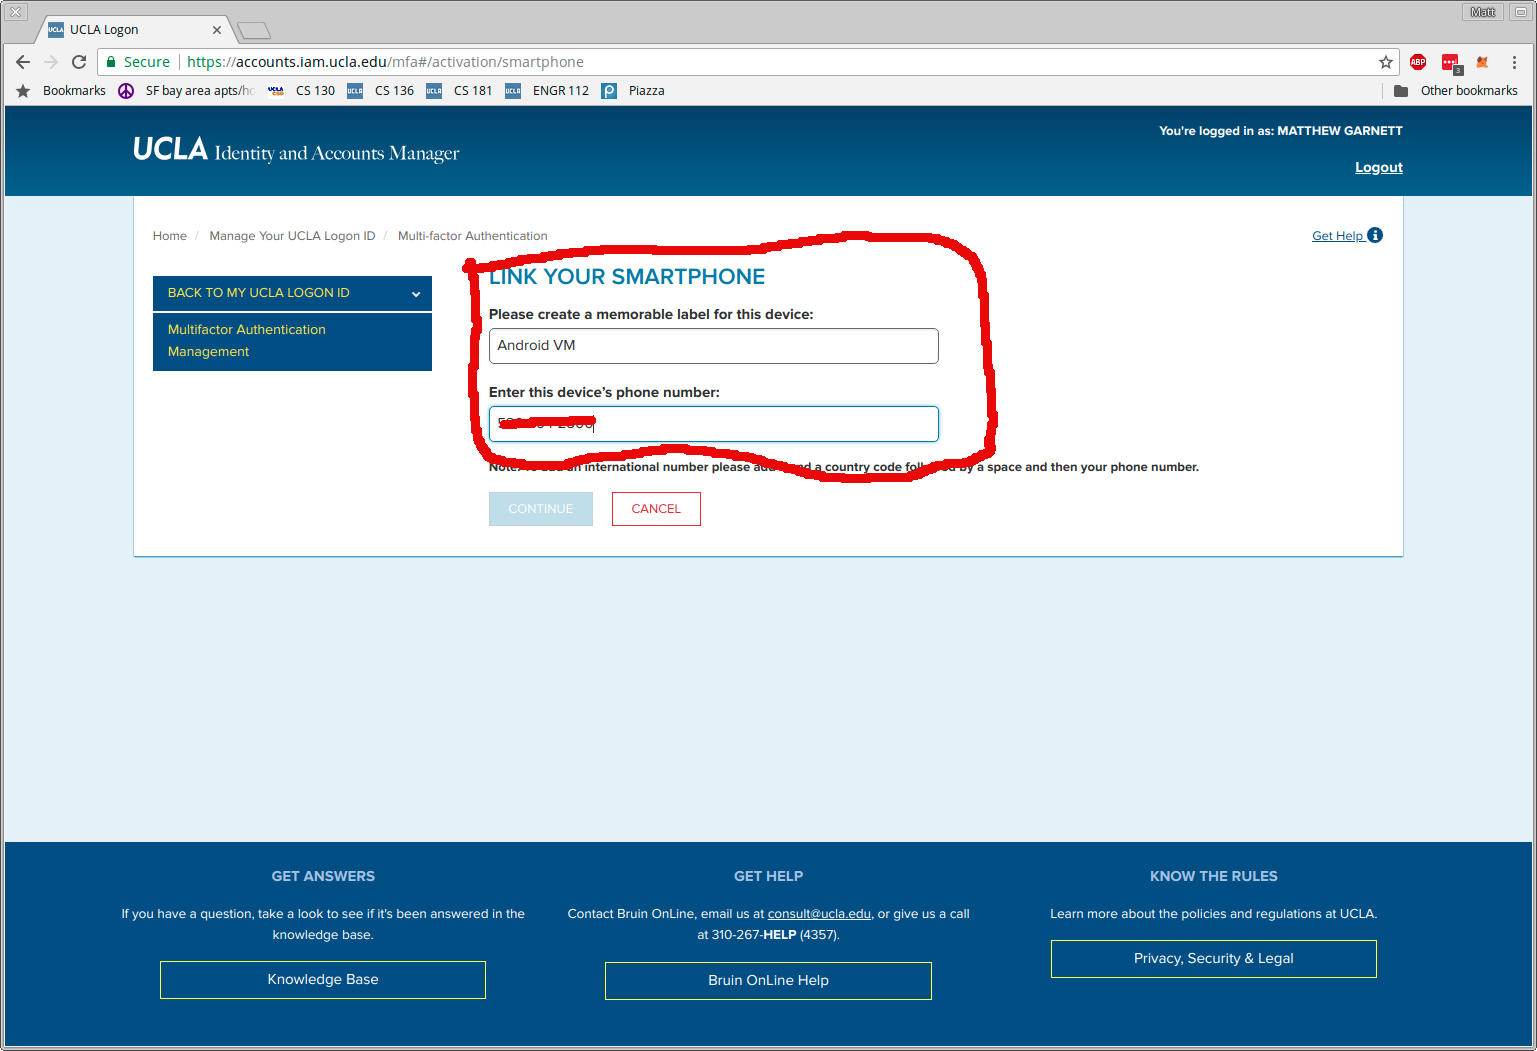 Matt
UCLA UCLA Logon
Secure https://accounts.iam.ucla.edu/mfa#/activation/smartphone ABP 3
Bookmarks SF bay area apts/ho CS 130 UCLA CS 136 UCLA CS 181 UCLA ENGR 112 Piazza Other bookmarks
You're logged in as: MATTHEW GARNETT
UCLA Identity and Accounts Manager
Logout
Home / Manage Your UCLA Logon ID / Multi-factor Authentication
Get Help
LINK YOUR SMARTPHONE
BACK TO MY UCLA LOGON ID
Multifactor Authentication
Management
Please create a memorable label for this device:
Android VM
Enter this device's phone number:
international number please add a country code by a space and then your phone number.
CONTINUE CANCEL
GET ANSWERS
If you have a question, take a look to see if it's been answered in the
knowledge base.
Knowledge Base
GET HELP
Contact Bruin OnLine, email us at consult@ucla.edu, or give us a call
at 310-267-HELP (4357).
Bruin OnLine Help
KNOW THE RULES
Learn more about the policies and regulations at UCLA.
Privacy, Security & Legal